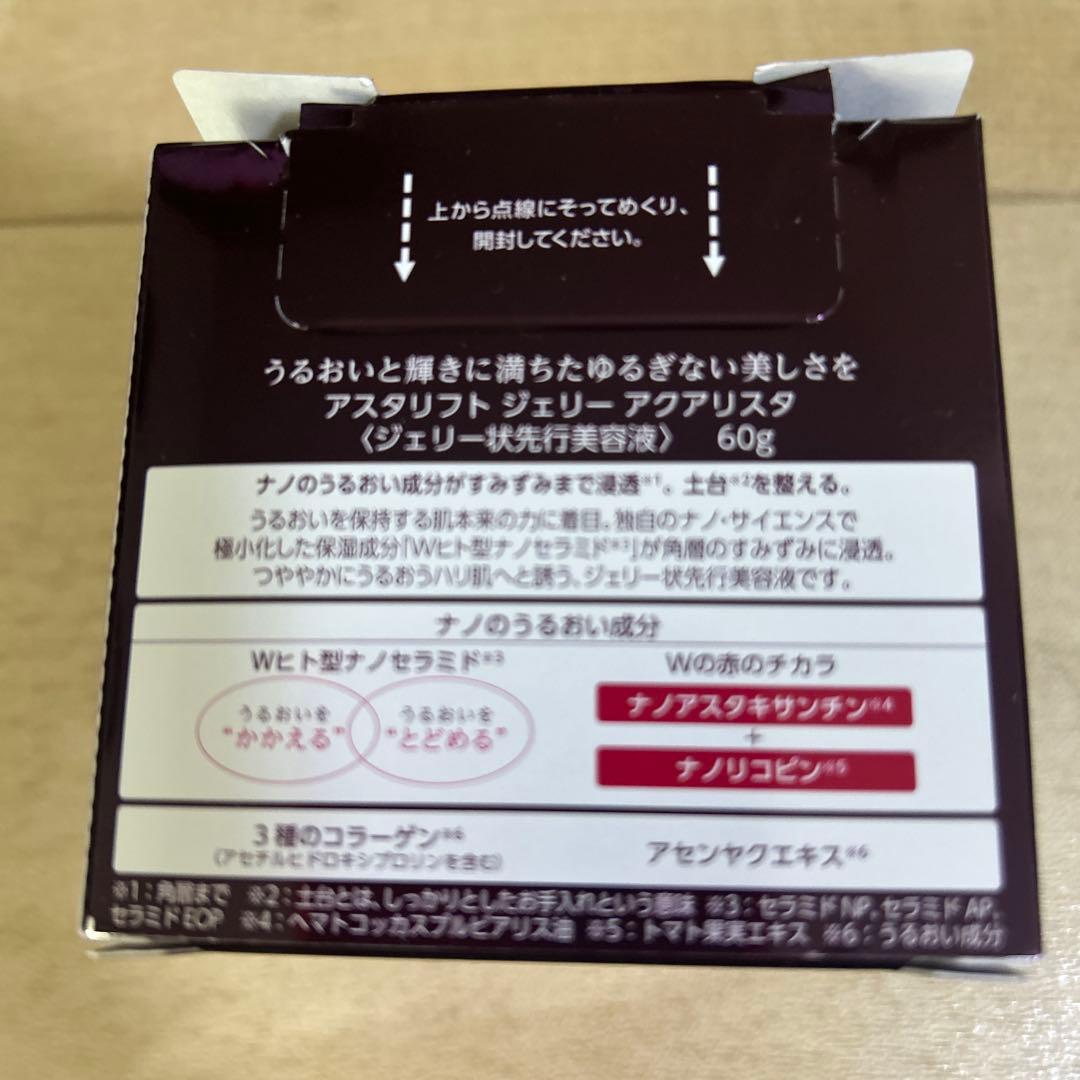 上から点線にそってめくり、
開封してください。
うるおいと輝きに満ちたゆるぎない美しさを
アスタリフト ジェリー アクアリスタ
〈ジェリー状先行美容液〉 60g
ナノのうるおい成分がすみずみまで浸透※1。土台※2を整える。
うるおいを保持する肌本来の力に着目。独自のナノ・サイエンスで
極小化した保湿成分「Wヒト型ナノセラミド※3」が角層のすみずみに浸透。
つややかにうるおうハリ肌へと誘う、ジェリー状先行美容液です。
ナノのうるおい成分
Wヒト型ナノセラミド※3
うるおいを
"かかえる"
うるおいを
"とどめる"
Wの赤のチカラ
ナノアスタキサンチン※4
+
ナノリコピン※5
3種のコラーゲン※6
(アセチルヒドロキシプロリンを含む)
アセンヤクエキス※6
※1：角層まで ※2：土台とは、しっかりとしたお手入れという意味 ※3：セラミドNP、セラミドAP、
セラミドEOP ※4：ヘマトコッカスプルビアリス油 ※5：トマト果実エキス ※6：うるおい成分